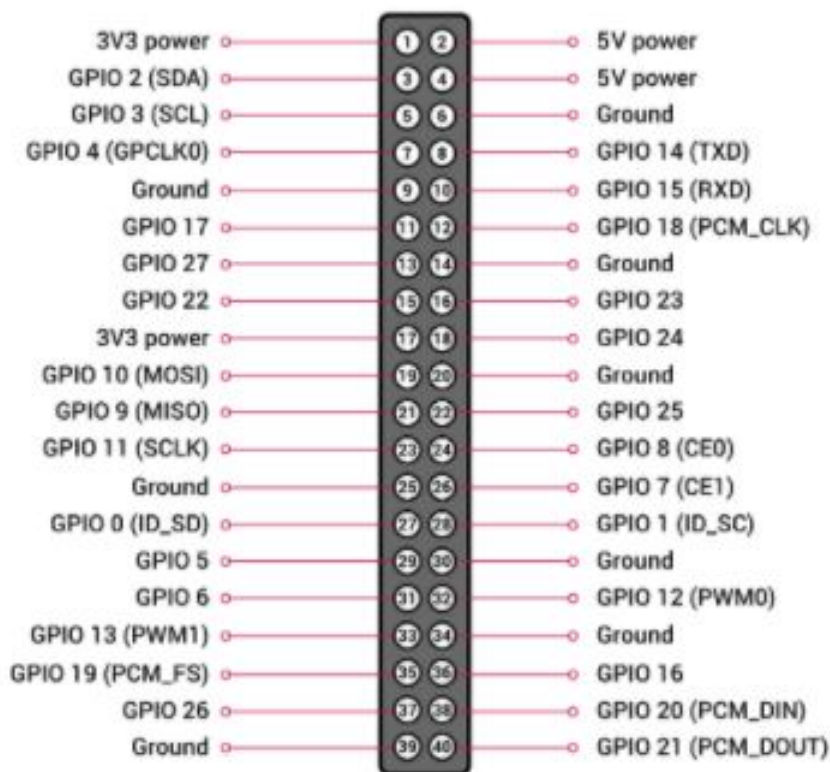 3V3 power 1 2 5V power
GPIO 2 (SDA) 3 4 5V power
GPIO 3 (SCL) 5 6 Ground
GPIO 4 (GPCLK0) 7 8 GPIO 14 (TXD)
Ground 9 10 GPIO 15 (RXD)
GPIO 17 11 12 GPIO 18 (PCM_CLK)
GPIO 27 13 14 Ground
GPIO 22 15 16 GPIO 23
3V3 power 17 18 GPIO 24
GPIO 10 (MOSI) 19 20 Ground
GPIO 9 (MISO) 21 22 GPIO 25
GPIO 11 (SCLK) 23 24 GPIO 8 (CE0)
Ground 25 26 GPIO 7 (CE1)
GPIO 0 (ID_SD) 27 28 GPIO 1 (ID_SC)
GPIO 5 29 30 Ground
GPIO 6 31 32 GPIO 12 (PWM0)
GPIO 13 (PWM1) 33 34 Ground
GPIO 19 (PCM_FS) 35 36 GPIO 16
GPIO 26 37 38 GPIO 20 (PCM_DIN)
Ground 39 40 GPIO 21 (PCM_DOUT)